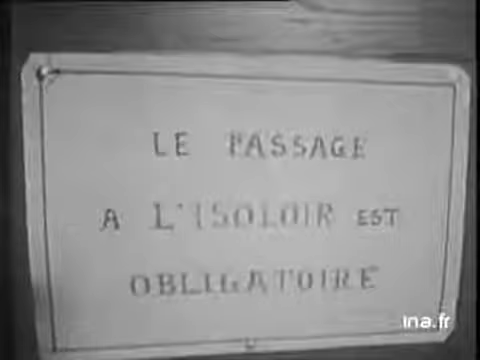 LE PASSAGE
A L'ISOLOIR EST
OBLIGATOIRE
ina.fr